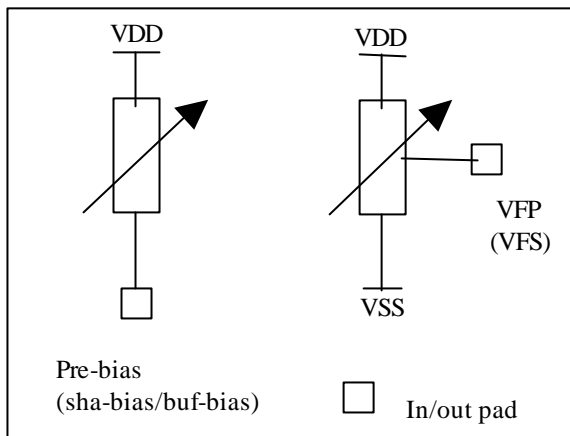 VDD
VDD
VFP
(VFS)
VSS
Pre-bias
(sha-bias/buf-bias)
In/out pad